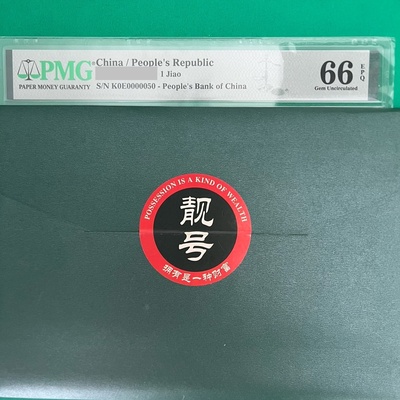 PMG
PAPER MONEY GUARANTY
China / People's Republic
1 Jiao
S/N K0E0000050 - People's Bank of China
66 EPQ
Gem Uncirculated
POSSESSION IS A KIND OF WEALTH
靓号
拥有是一种财富